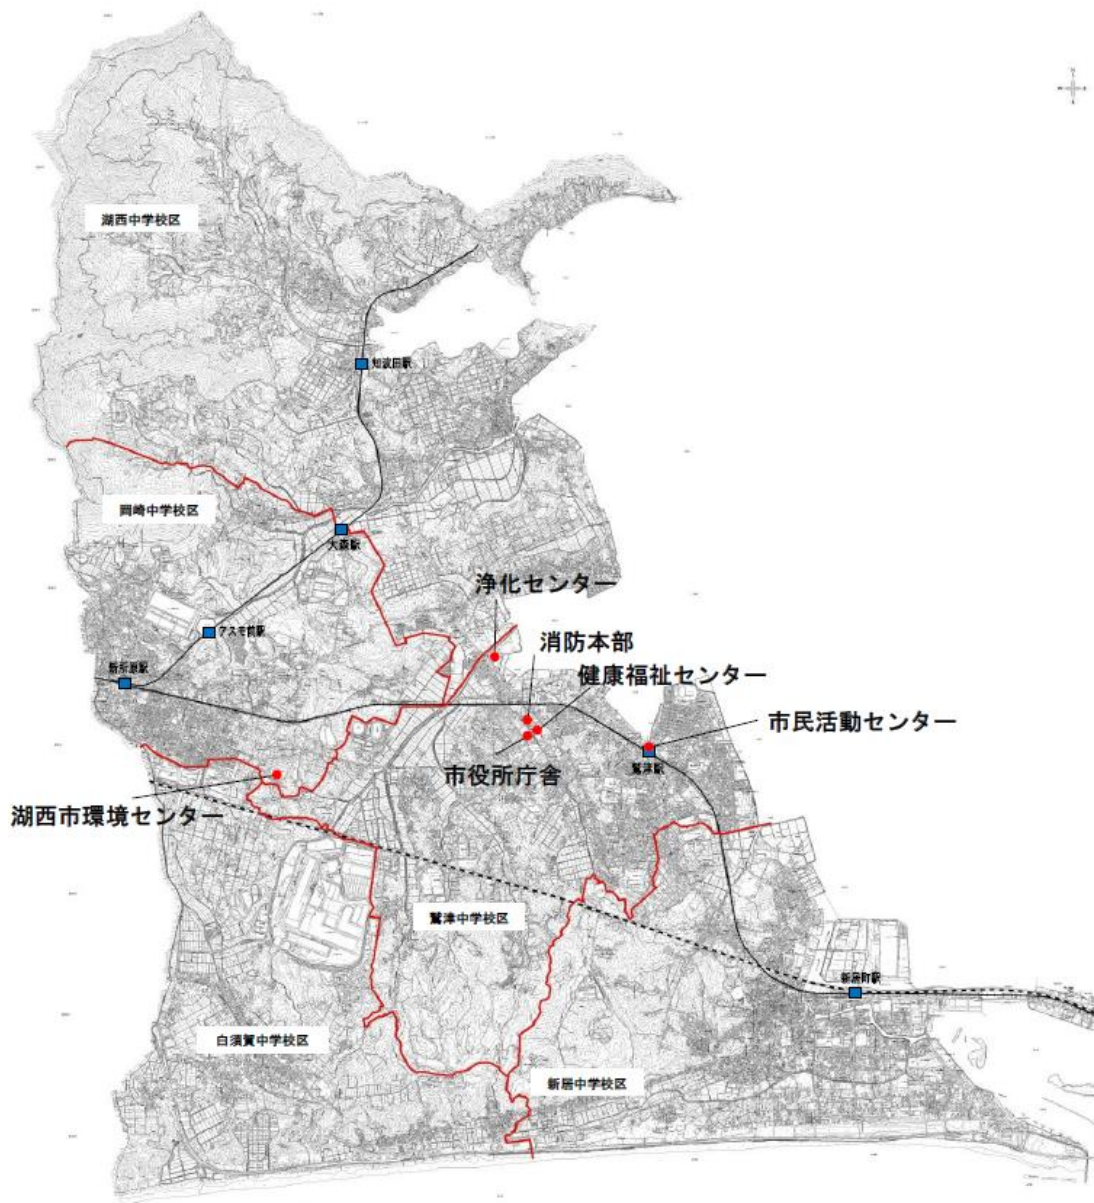 湖西中学校区
知波田駅
岡崎中学校区
大森駅
浄化センター
アスモ前駅
消防本部
新所原駅
健康福祉センター
市民活動センター
鷲津駅
市役所庁舎
湖西市環境センター
鷲津中学校区
新居町駅
白須賀中学校区
新居中学校区